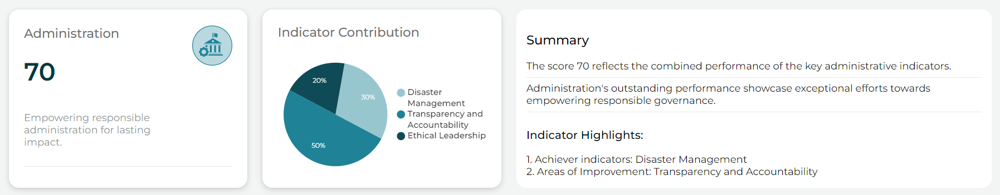 Administration
70
Empowering responsible
administration for lasting
impact.
Indicator Contribution
20%
30%
50%
Disaster
Management
Transparency and
Accountability
Ethical Leadership
Summary
The score 70 reflects the combined performance of the key administrative indicators.
Administration's outstanding performance showcase exceptional efforts towards
empowering responsible governance.
Indicator Highlights:
1. Achiever indicators: Disaster Management
2. Areas of Improvement: Transparency and Accountability